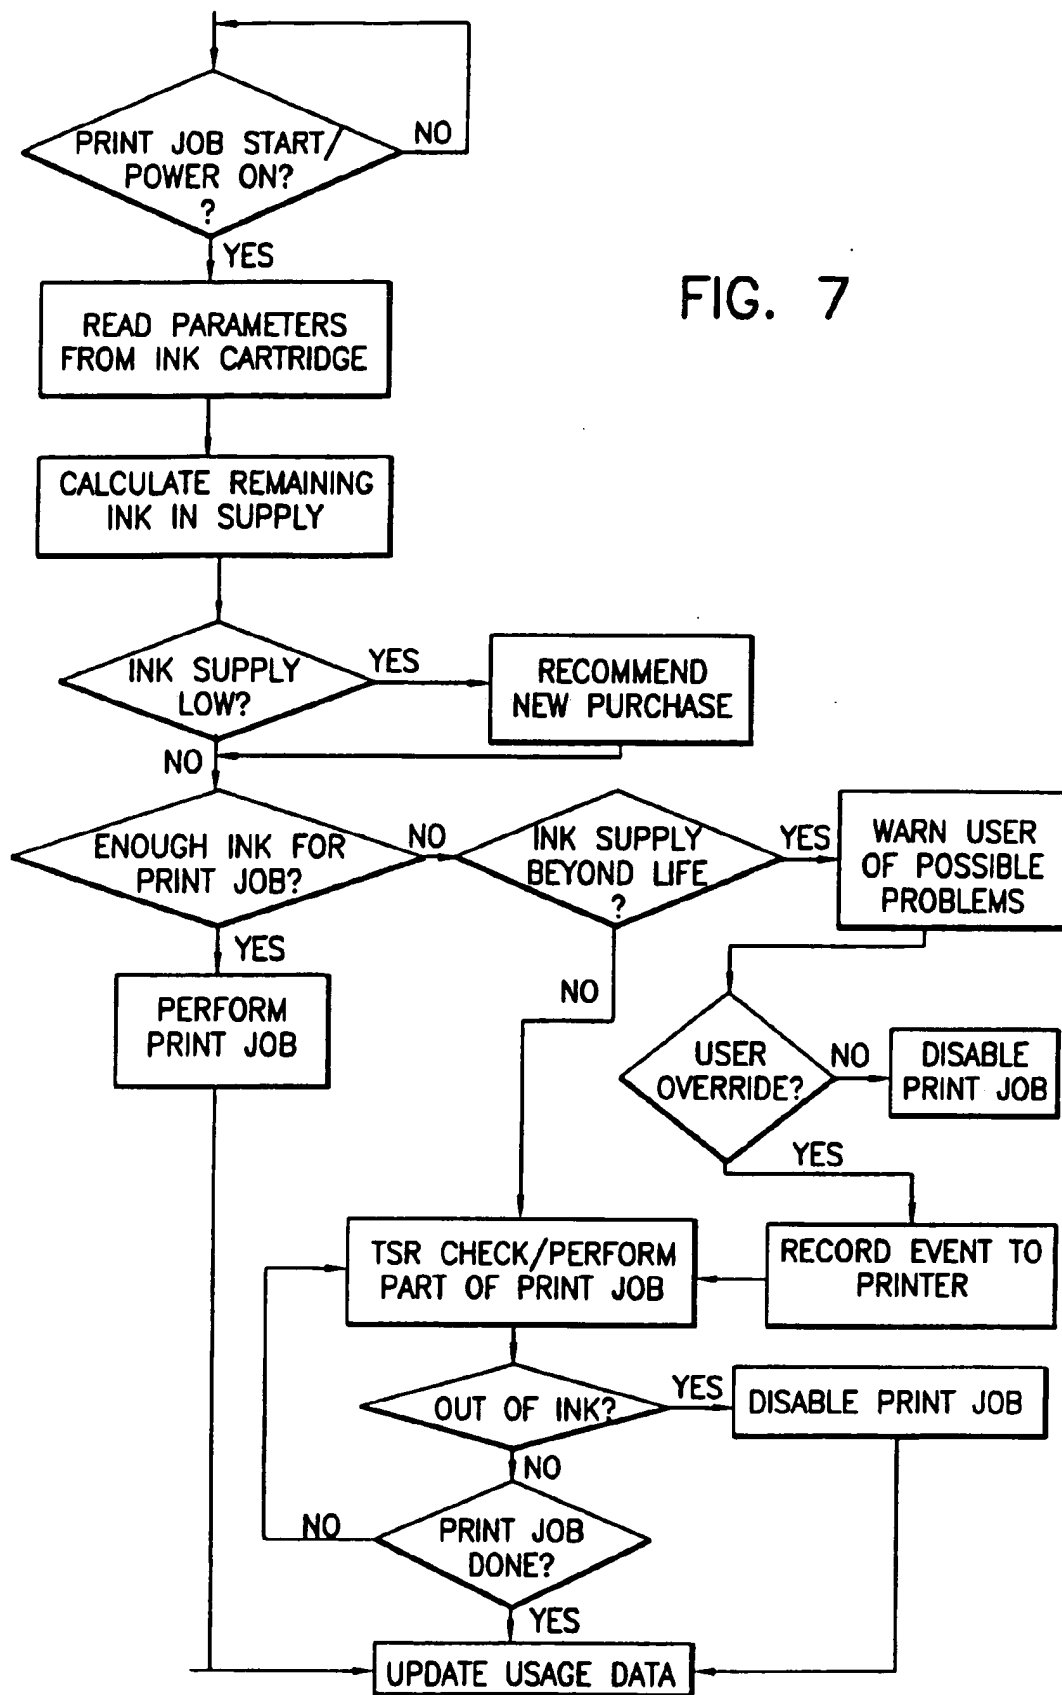 NO
PRINT JOB START/
POWER ON?
?
YES
FIG. 7
READ PARAMETERS
FROM INK CARTRIDGE
CALCULATE REMAINING
INK IN SUPPLY
INK SUPPLY
LOW?
YES
RECOMMEND
NEW PURCHASE
NO
ENOUGH INK FOR
PRINT JOB?
NO
INK SUPPLY
BEYOND LIFE
?
YES
WARN USER
OF POSSIBLE
PROBLEMS
YES
PERFORM
PRINT JOB
NO
USER
OVERRIDE?
NO
DISABLE
PRINT JOB
YES
TSR CHECK/PERFORM
PART OF PRINT JOB
RECORD EVENT TO
PRINTER
OUT OF INK?
YES
DISABLE PRINT JOB
NO
PRINT JOB
DONE?
NO
YES
UPDATE USAGE DATA